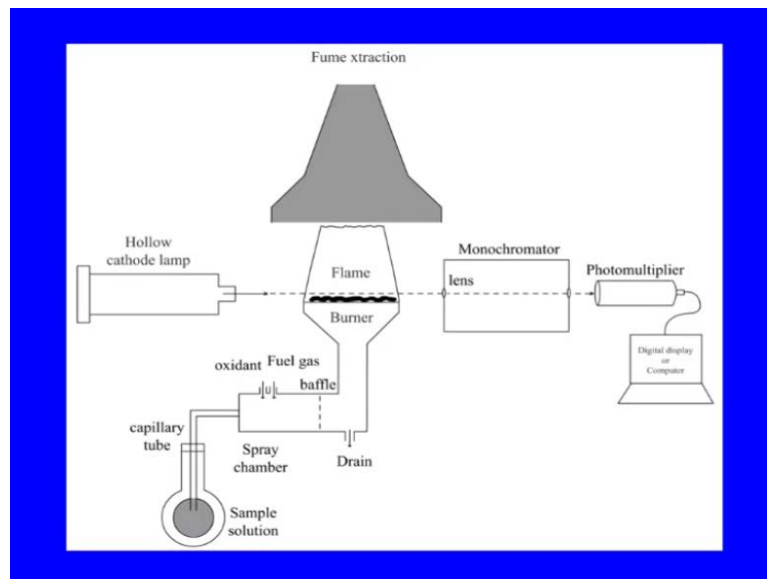 Fume xtraction
Hollow
cathode lamp
Flame
Burner
Monochromator
lens
Photomultiplier
Digital display
or
Computer
oxidant Fuel gas
baffle
capillary
tube
Spray
chamber
Drain
Sample
solution